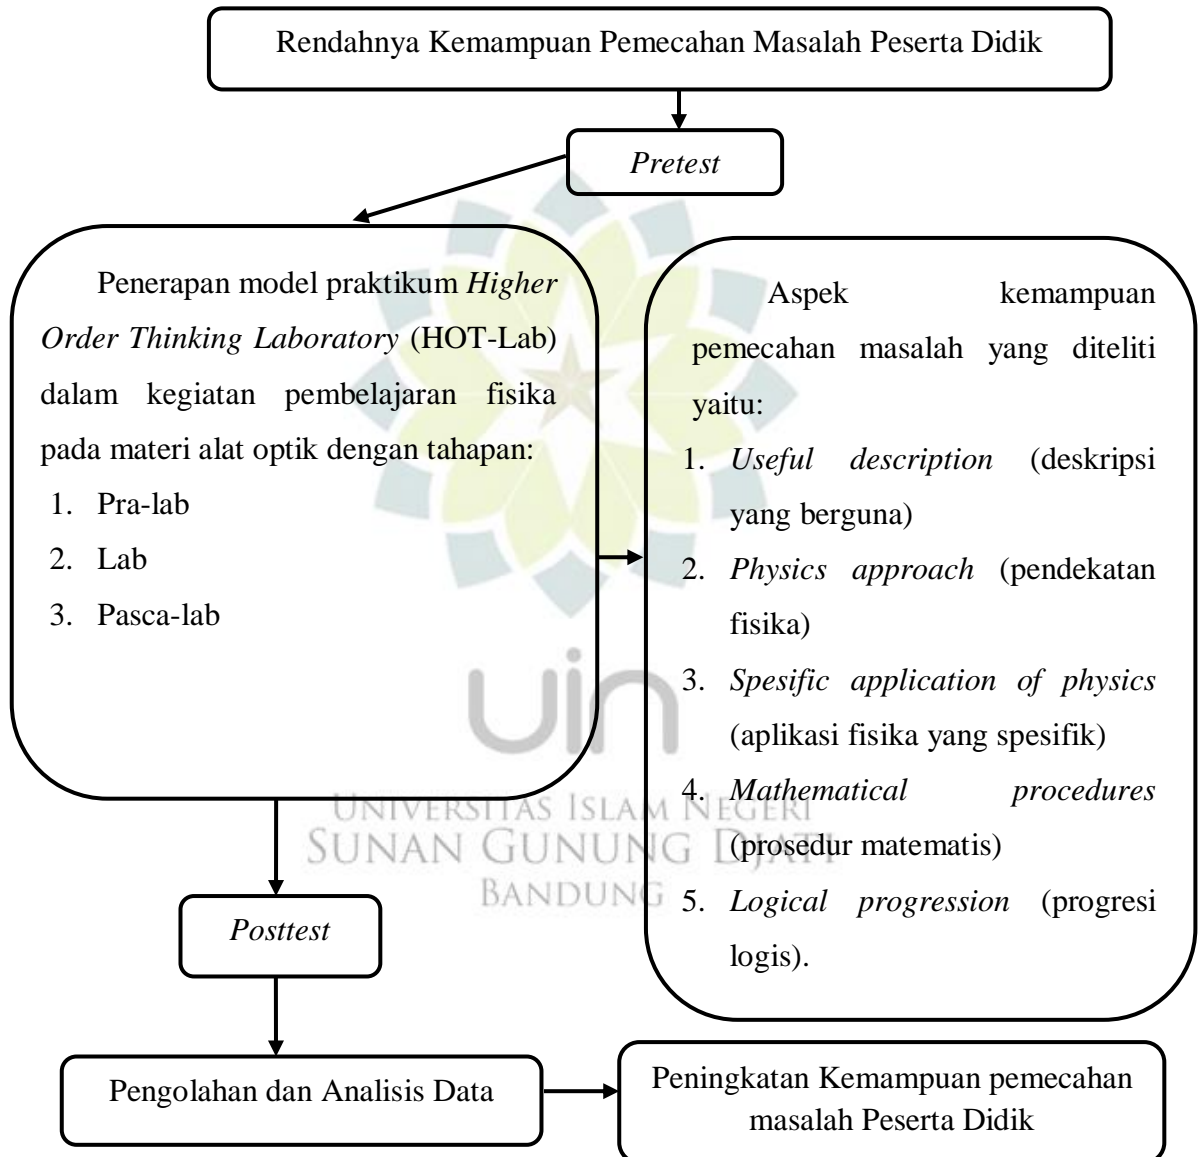 Rendahnya Kemampuan Pemecahan Masalah Peserta Didik
Pretest
Penerapan model praktikum Higher
Order Thinking Laboratory (HOT-Lab)
dalam kegiatan pembelajaran fisika
pada materi alat optik dengan tahapan:
1. Pra-lab
2. Lab
3. Pasca-lab
Aspek kemampuan
pemecahan masalah yang diteliti
yaitu:
1. Useful description (deskripsi
yang berguna)
2. Physics approach (pendekatan
fisika)
3. Spesific application of physics
(aplikasi fisika yang spesifik)
4. Mathematical procedures
(prosedur matematis)
5. Logical progression (progresi
logis).
uin
UNIVERSITAS ISLAM NEGERI
SUNAN GUNUNG DJATI
BANDUNG
Posttest
Pengolahan dan Analisis Data
Peningkatan Kemampuan pemecahan
masalah Peserta Didik